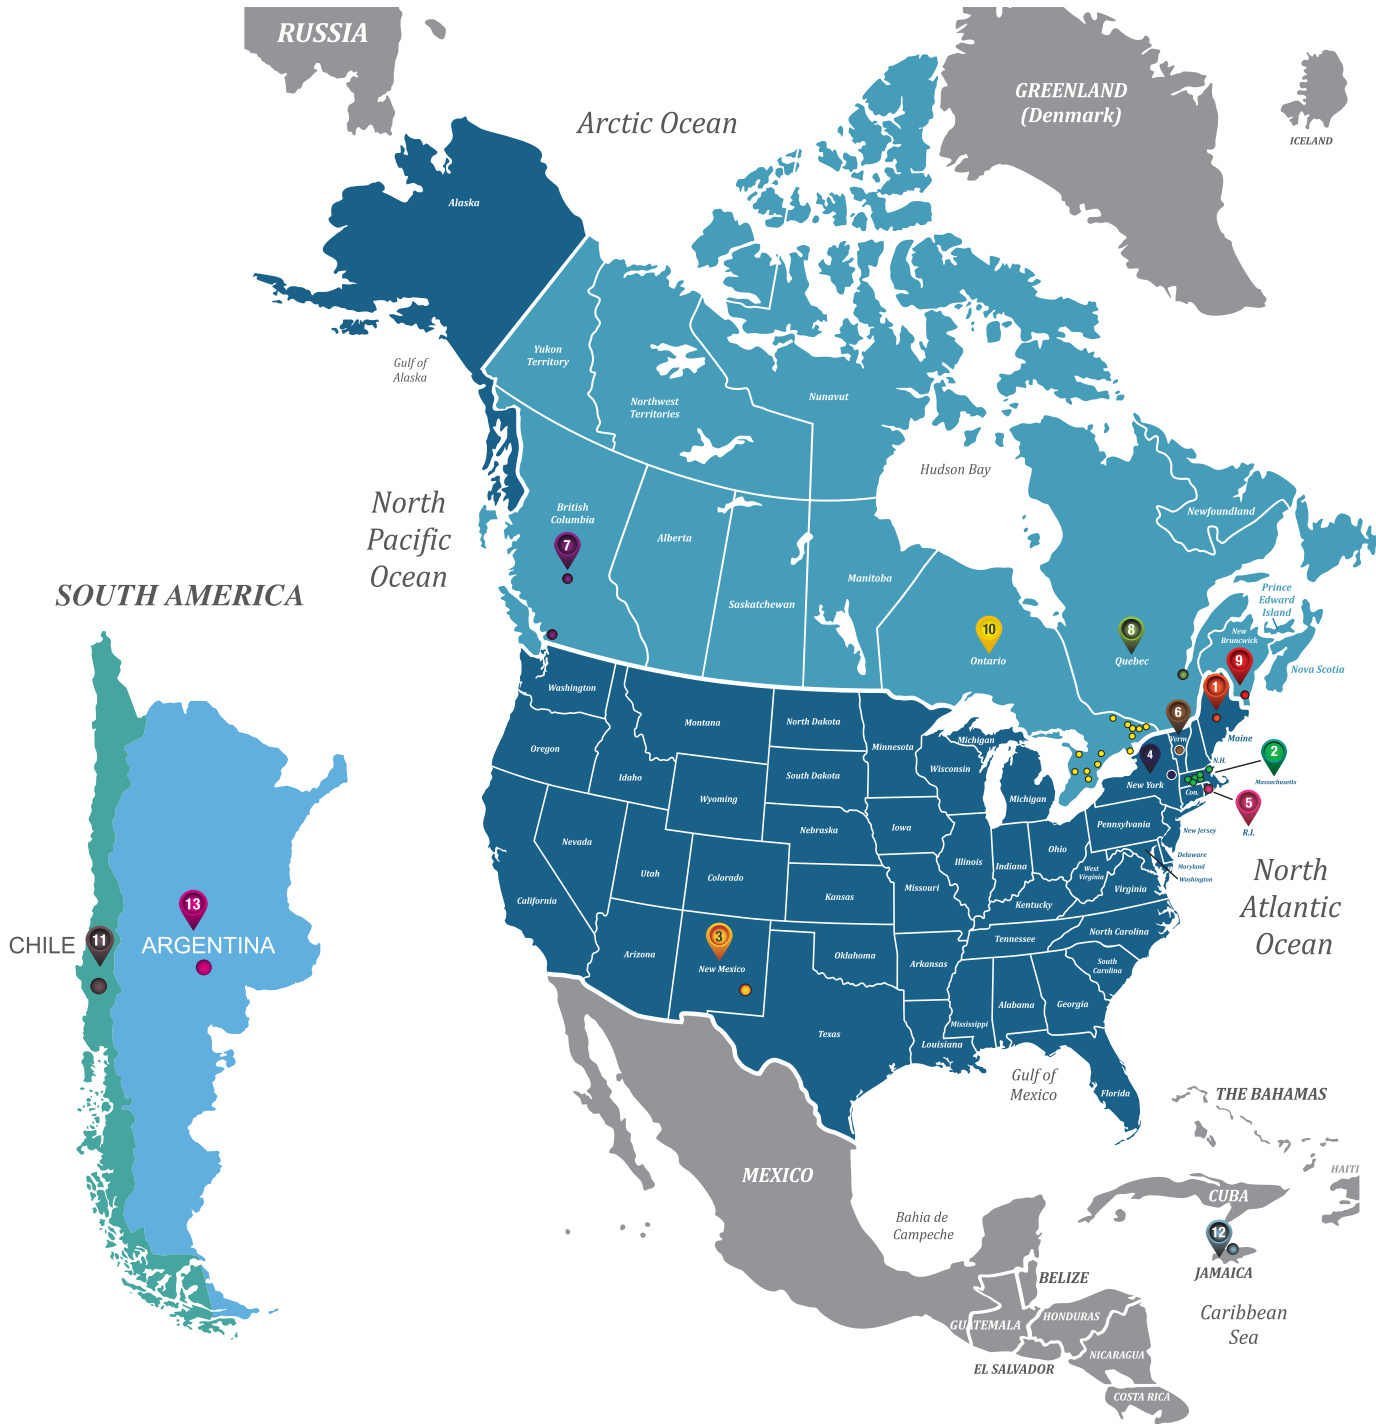 RUSSIA
GREENLAND
(Denmark)
ICELAND
Arctic Ocean
Alaska
Gulf of
Alaska
Yukon
Territory
Northwest
Territories
Nunavut
Hudson Bay
North
Pacific
Ocean
British
Columbia
7
Alberta
Saskatchewan
Manitoba
10
Ontario
8
Quebec
Newfoundland
Prince
Edward
Island
New
Bruncwick
Nova Scotia
9
1
6
Verm.
4
2
5
SOUTH AMERICA
Washington
Oregon
Idaho
Montana
North Dakota
South Dakota
Minnesota
Wisconsin
Michigan
Michigan
New York
Maine
N.H.
Massachusetts
Con.
R.I.
Wyoming
Nebraska
Iowa
Illinois
Indiana
Ohio
Pennsylvania
New Jersey
Delaware
Maryland
Washington
West
Virginia
Virginia
Nevada
Utah
Colorado
Kansas
Missouri
Kentucky
California
Arizona
3
New Mexico
Oklahoma
Arkansas
Tennessee
North Carolina
South
Carolina
Texas
Louisiana
Mississippi
Alabama
Georgia
Florida
North
Atlantic
Ocean
Gulf of
Mexico
CHILE
11
13
ARGENTINA
MEXICO
Bahia de
Campeche
THE BAHAMAS
HAITI
CUBA
12
JAMAICA
Caribbean
Sea
BELIZE
GUATEMALA
HONDURAS
EL SALVADOR
NICARAGUA
COSTA RICA